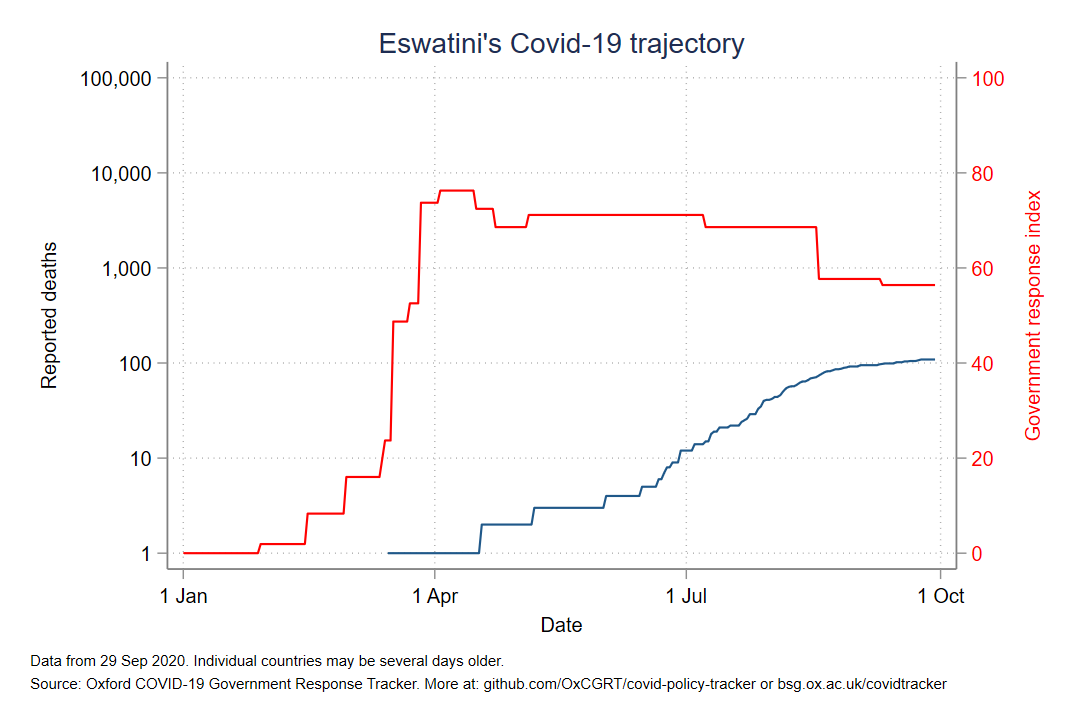 Eswatini's Covid-19 trajectory
100,000
10,000
1,000
100
10
1
Reported deaths
100
80
60
40
20
0
Government response index
1 Jan 1 Apr 1 Jul 1 Oct
Date
Data from 29 Sep 2020. Individual countries may be several days older.
Source: Oxford COVID-19 Government Response Tracker. More at: github.com/OxCGRT/covid-policy-tracker or bsg.ox.ac.uk/covidtracker